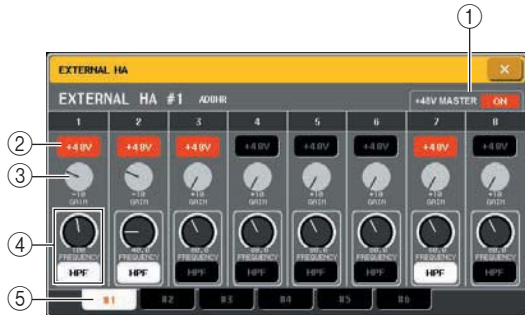 ①
EXTERNAL HA ×
EXTERNAL HA #1 AD8HR +48V MASTER ON
1 2 3 4 5 6 7 8
② +48V +48V +48V +48V +48V +48V +48V +48V
③
GAIN GAIN GAIN GAIN GAIN GAIN GAIN GAIN
④
FREQUENCY FREQUENCY FREQUENCY FREQUENCY FREQUENCY FREQUENCY FREQUENCY FREQUENCY
HPF HPF HPF HPF HPF HPF HPF HPF
⑤ #1 #2 #3 #4 #5 #6